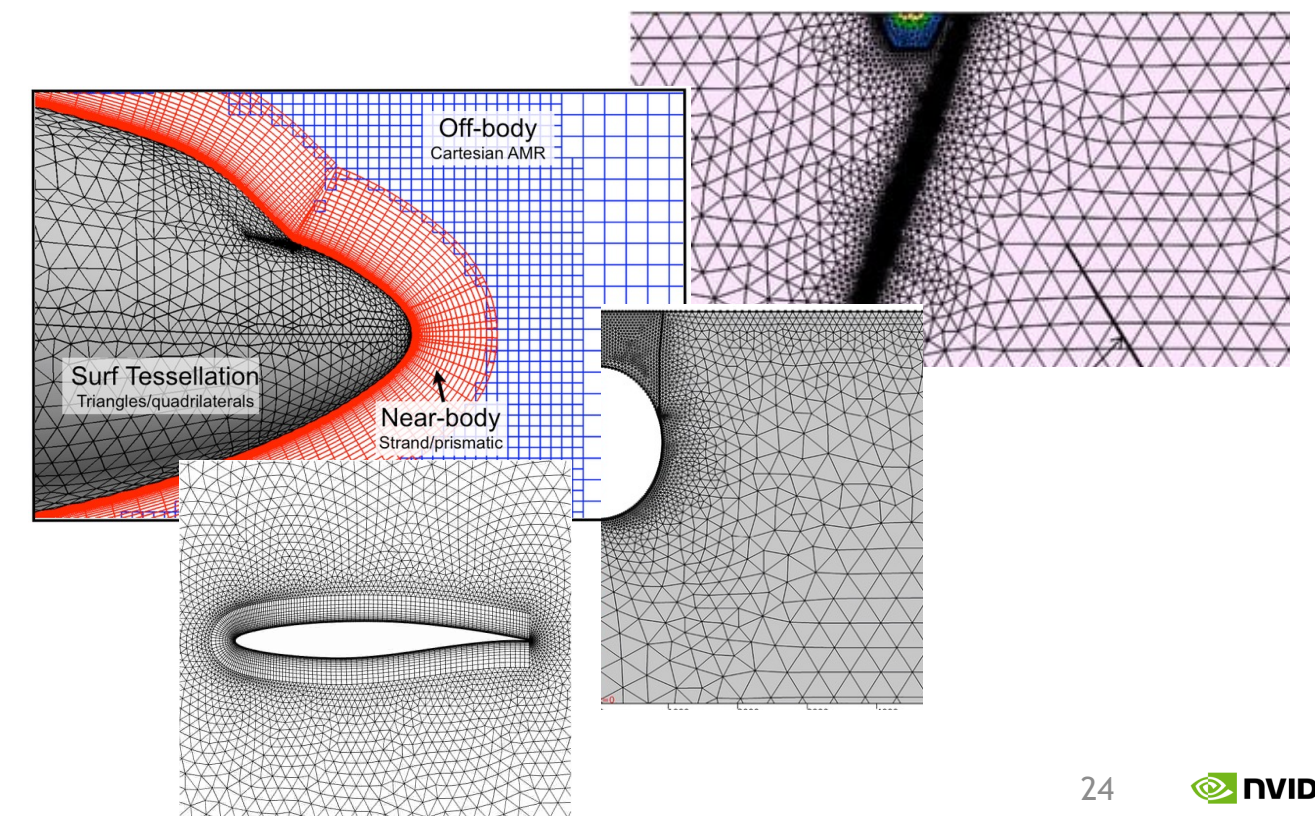 Off-body
Cartesian AMR
Surf Tessellation
Triangles/quadrilaterals
Near-body
Strand/prismatic
24
NVID